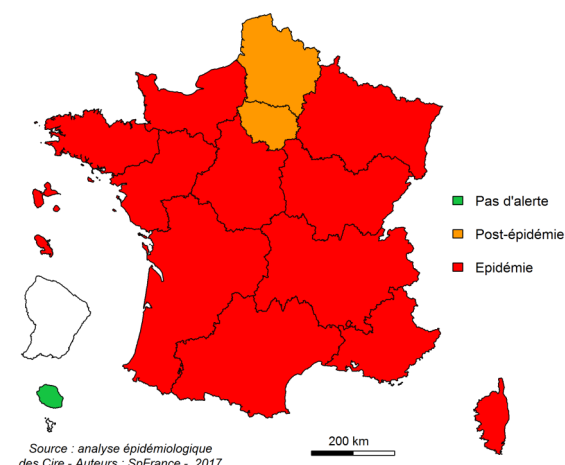 Pas d'alerte
Post-épidémie
Epidémie
200 km
Source : analyse épidémiologique
des Cire - Auteurs : SpFrance - 2017